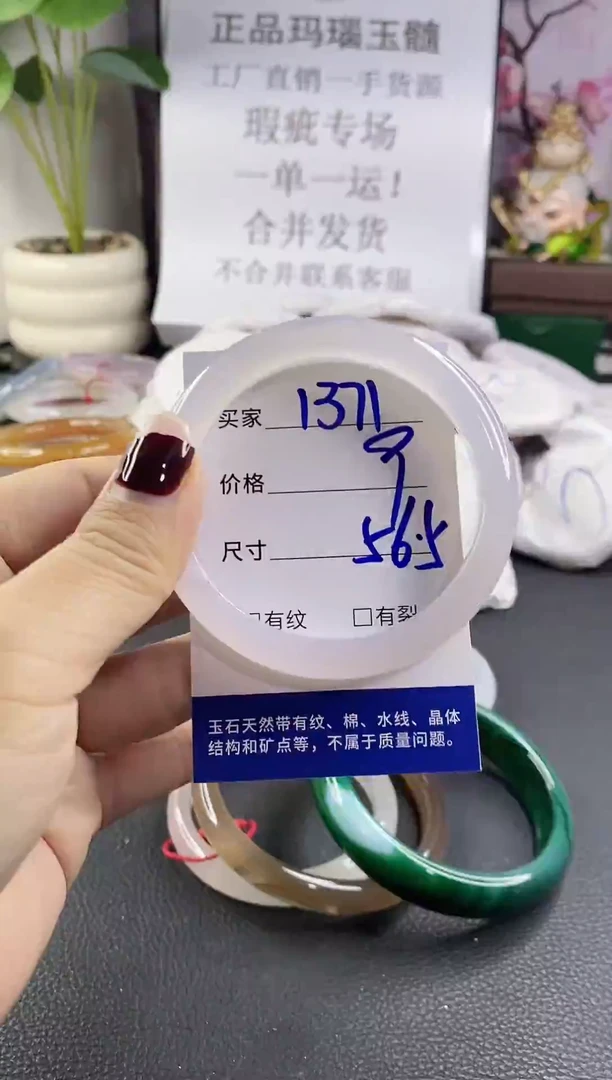 正品玛瑙玉髓
工厂直销一手货源
瑕疵专场
一单一运！
合并发货
不合并联系客服
买家 1371
价格 9
尺寸 56.5
□有纹 □有裂
玉石天然带有纹、棉、水线、晶体
结构和矿点等，不属于质量问题。